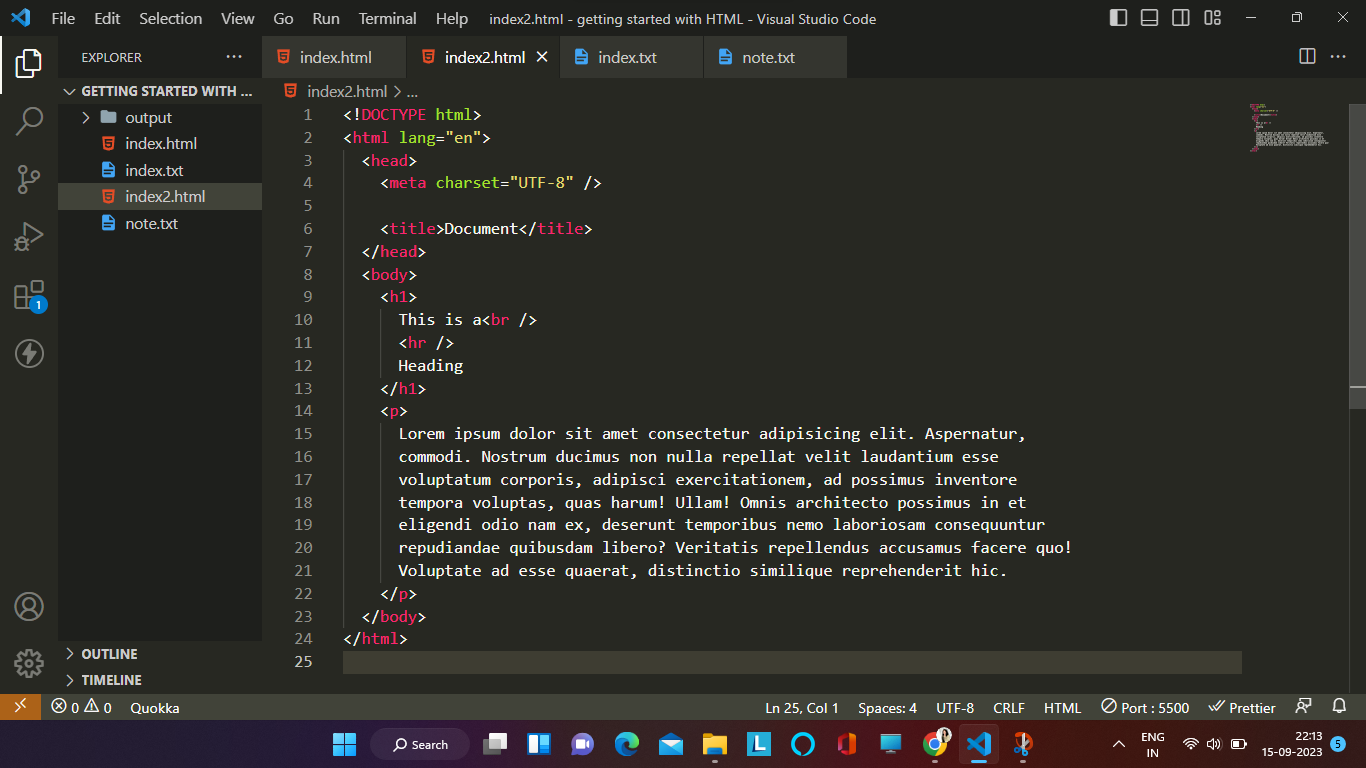 File Edit Selection View Go Run Terminal Help index2.html - getting started with HTML - Visual Studio Code
EXPLORER ... index.html index2.html index.txt note.txt ...
GETTING STARTED WITH ...
index2.html > ...
output
index.html
index.txt
index2.html
note.txt
1 <!DOCTYPE html>
2 <html lang="en">
3 <head>
4 <meta charset="UTF-8" />
5
6 <title>Document</title>
7 </head>
8 <body>
9 <h1>
10 This is a<br />
11 <hr />
12 Heading
13 </h1>
14 <p>
15 Lorem ipsum dolor sit amet consectetur adipisicing elit. Aspernatur,
16 commodi. Nostrum ducimus non nulla repellat velit laudantium esse
17 voluptatum corporis, adipisci exercitationem, ad possimus inventore
18 tempora voluptas, quas harum! Ullam! Omnis architecto possimus in et
19 eligendi odio nam ex, deserunt temporibus nemo laboriosam consequuntur
20 repudiandae quibusdam libero? Veritatis repellendus accusamus facere quo!
21 Voluptate ad esse quaerat, distinctio similique reprehenderit hic.
22 </p>
23 </body>
24 </html>
25
1
OUTLINE
TIMELINE
0 0 Quokka Ln 25, Col 1 Spaces: 4 UTF-8 CRLF HTML Port : 5500 Prettier
Search L ENG 22:13
IN 15-09-2023 5